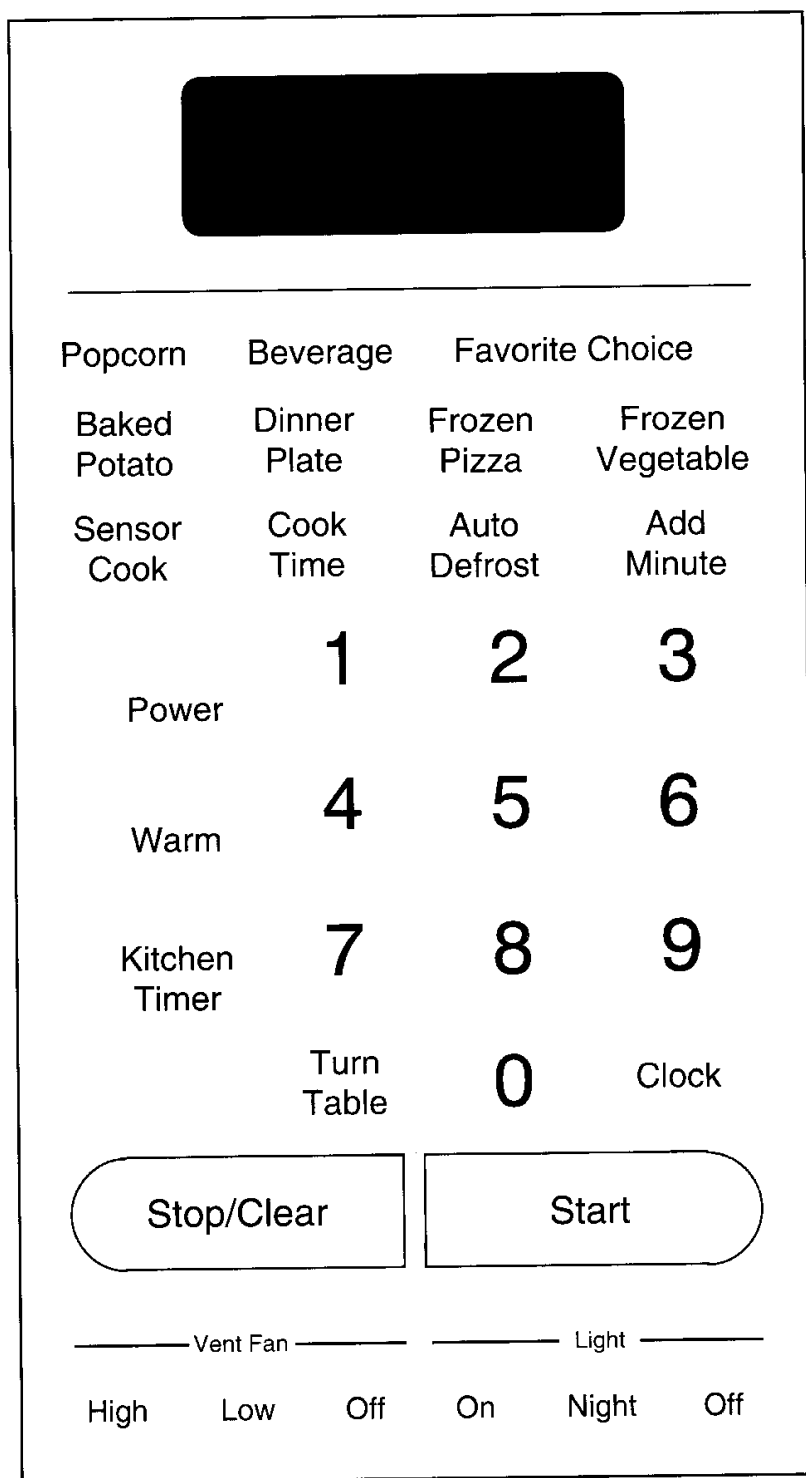 Popcorn Beverage Favorite Choice
Baked Dinner Frozen Frozen
Potato Plate Pizza Vegetable
Sensor Cook Auto Add
Cook Time Defrost Minute
1 2 3
Power
4 5 6
Warm
7 8 9
Kitchen
Timer
Turn
Table 0 Clock
Stop/Clear Start
Vent Fan Light
High Low Off On Night Off